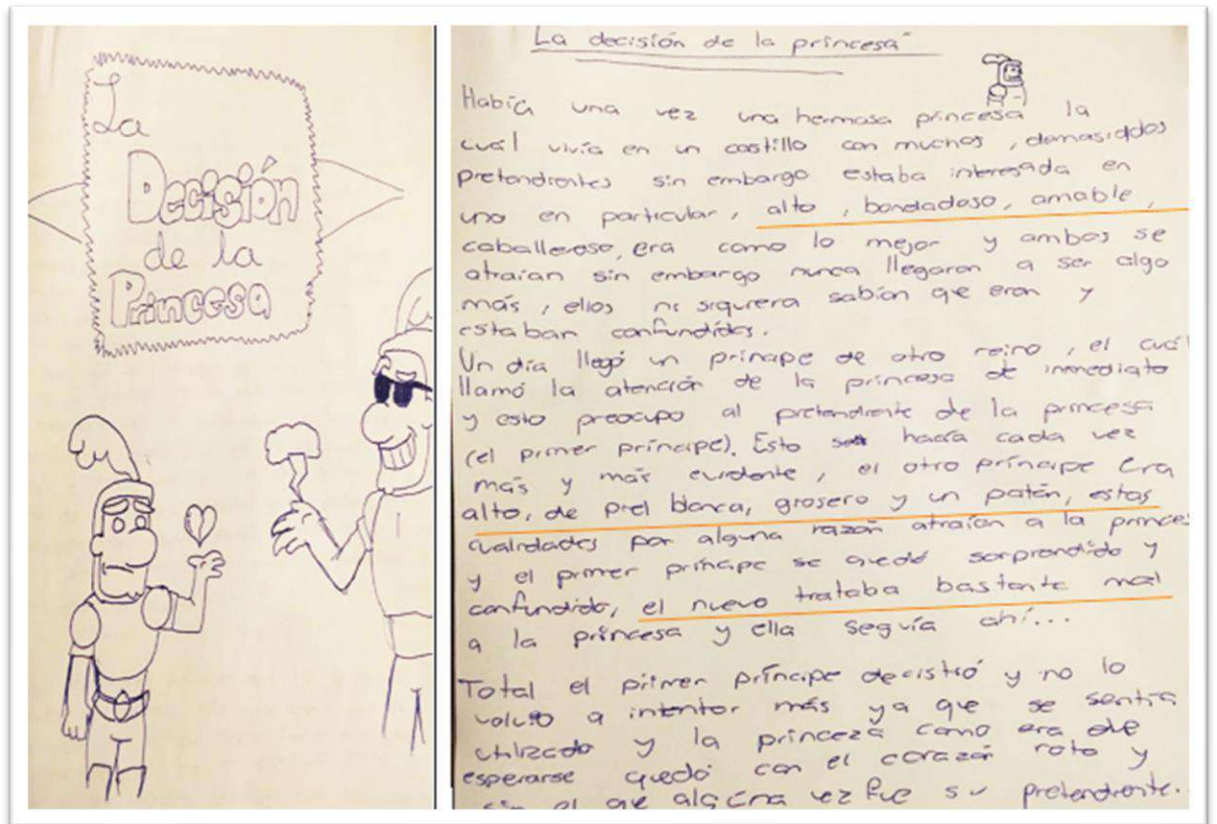 La
Decisión
de la
Princesa
La decisión de la princesa"
Había una vez una hermosa princesa la
cuál vivía en un castillo con muchos, demasiados
pretendientes sin embargo estaba interesada en
uno en particular, alto, bondadoso, amable,
caballeroso, era como lo mejor y ambos se
atraían sin embargo nunca llegaron a ser algo
más, ellos ni siquiera sabían que eran y
estaban confundidos.
Un día llegó un príncipe de otro reino, el cuál
llamó la atención de la princesa de inmediato
y esto preocupo al pretendiente de la princesa
(el primer príncipe). Esto hacía cada vez
más y más evidente, el otro príncipe era
alto, de piel blanca, grosero y un patán, estas
cualidades por alguna razón atraían a la princes
y el primer príncipe se quedó sorprendido y
confundido, el nuevo trataba bastante mal
a la princesa y ella seguía ahí...
Total el primer príncipe decistió y no lo
volvió a intentar más ya que se sentía
utilizado y la princeza como era de
esperarse quedó con el corazón roto y
sin el que alguna vez fue su pretendiente.